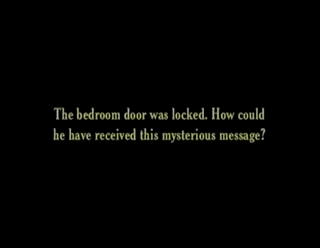 The bedroom door was locked. How could
he have received this mysterious message?